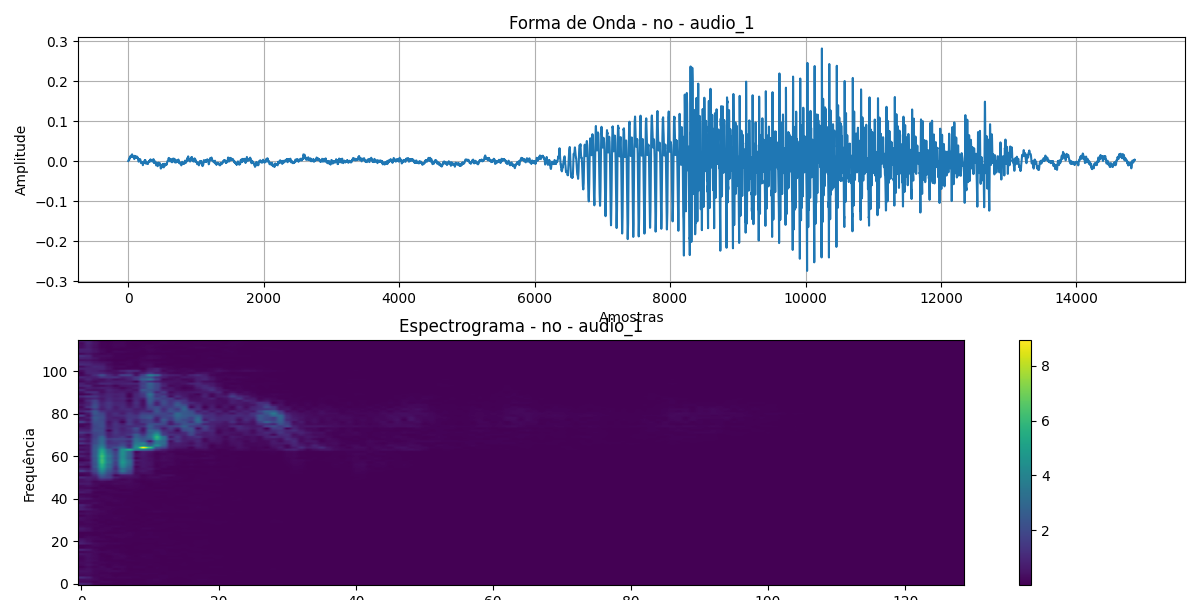 Forma de Onda - no - audio_1
0.3
0.2
0.1
0.0
−0.1
−0.2
−0.3
Amplitude
0 2000 4000 6000 8000 10000 12000 14000
Amostras
Espectrograma - no - audio_1
100
80
60
40
20
0
Frequência
8
6
4
2
0 20 40 60 80 100 120